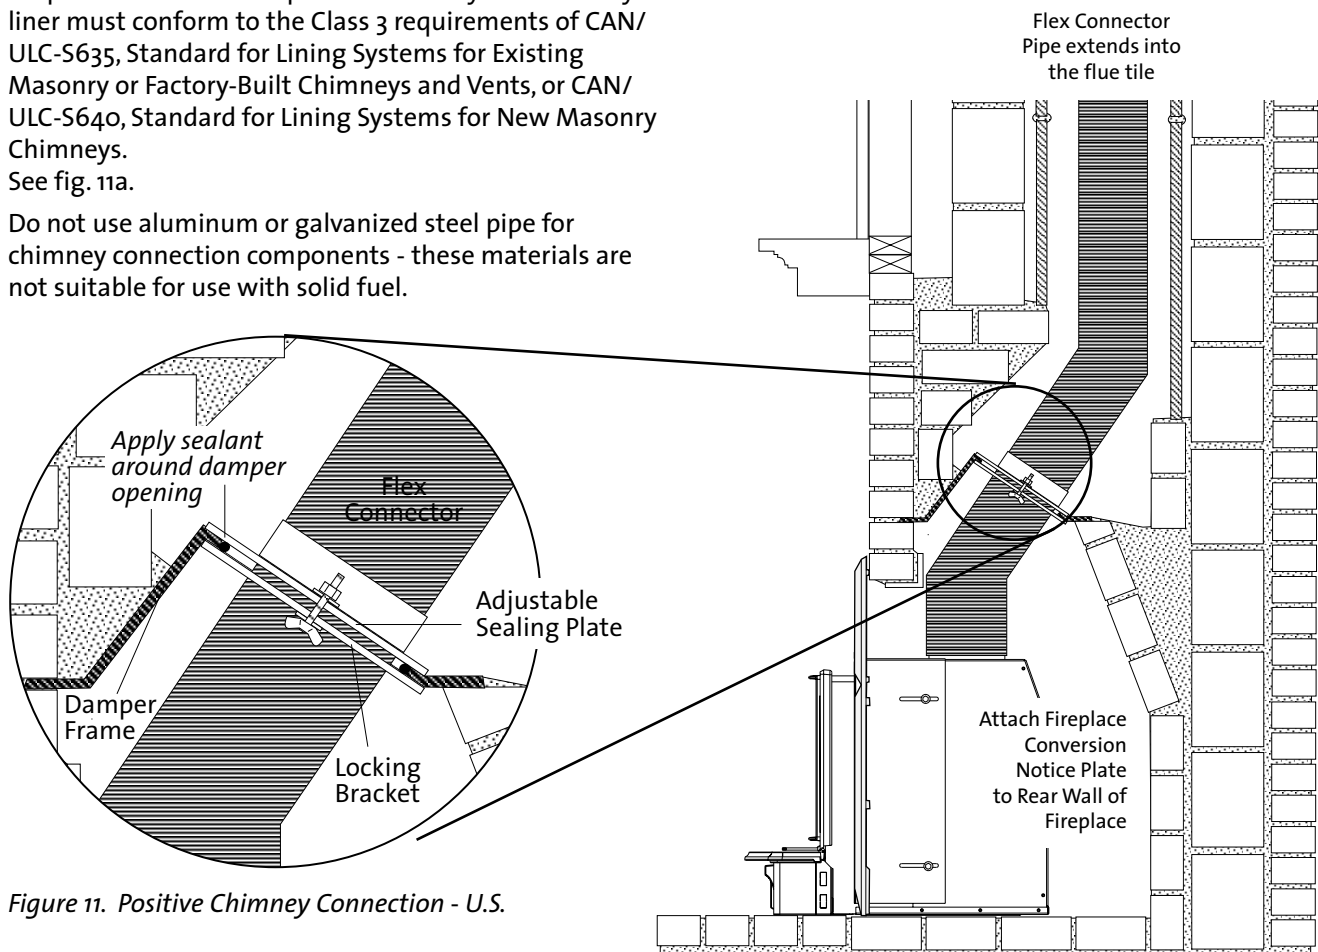 liner must conform to the Class 3 requirements of CAN/
ULC-S635, Standard for Lining Systems for Existing
Masonry or Factory-Built Chimneys and Vents, or CAN/
ULC-S640, Standard for Lining Systems for New Masonry
Chimneys.
See fig. 11a.
Do not use aluminum or galvanized steel pipe for
chimney connection components - these materials are
not suitable for use with solid fuel.
Flex Connector
Pipe extends into
the flue tile
Apply sealant
around damper
opening
Flex
Connector
Adjustable
Sealing Plate
Damper
Frame
Locking
Bracket
Attach Fireplace
Conversion
Notice Plate
to Rear Wall of
Fireplace
Figure 11. Positive Chimney Connection - U.S.